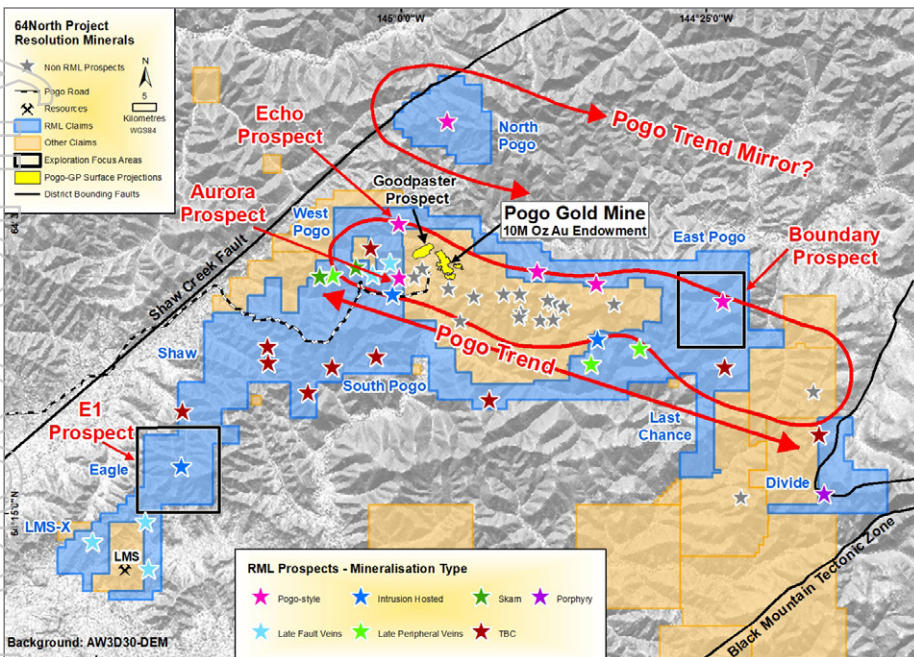 64North Project
Resolution Minerals
Non RML Prospects
Pogo Road
Resources
RML Claims
Other Claims
Exploration Focus Areas
Pogo-GP Surface Projections
District Bounding Faults
N
5
Kilometres
WGS84
145°0'0"W
144°25'0"W
64°15'0"N
Echo
Prospect
North
Pogo
Pogo Trend Mirror?
Goodpaster
Prospect
Aurora
Prospect
West
Pogo
Pogo Gold Mine
10M Oz Au Endowment
East Pogo
Boundary
Prospect
Shaw Creek Fault
Pogo Trend
Shaw
South Pogo
E1
Prospect
Eagle
Last
Chance
Divide
LMS-X
LMS
Black Mountain Tectonic Zone
RML Prospects - Mineralisation Type
Pogo-style
Intrusion Hosted
Skarn
Porphyry
Late Fault Veins
Late Peripheral Veins
TBC
Background: AW3D30-DEM